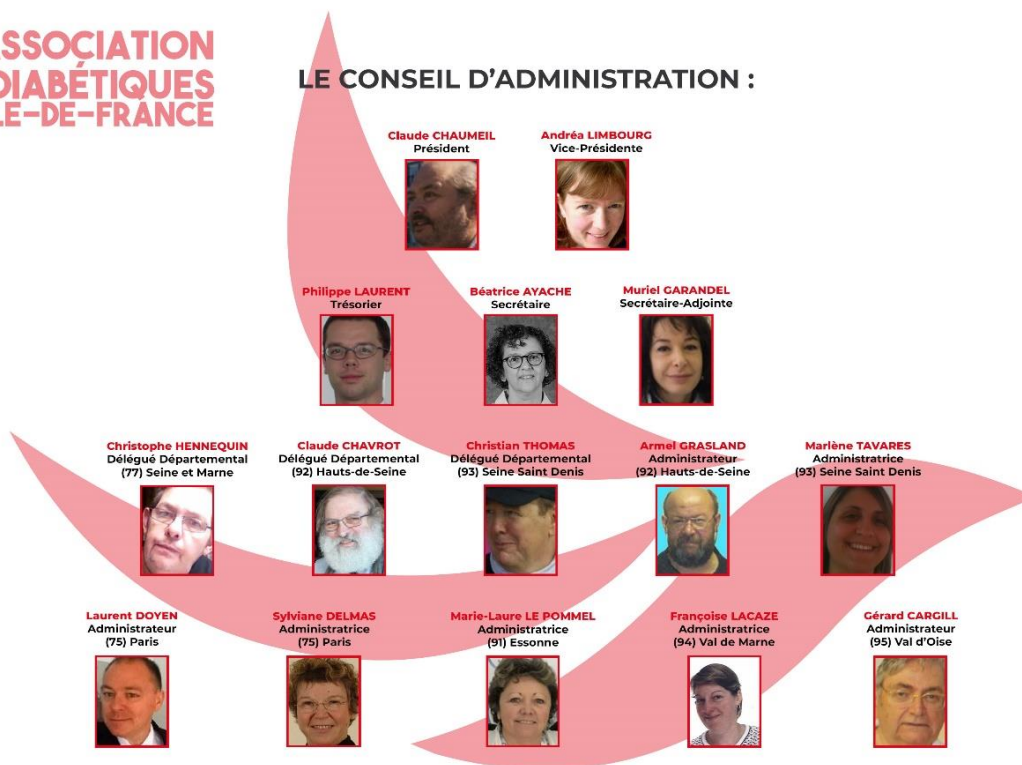 SSOCIATION
DIABÉTIQUES
LE-DE-FRANCE
LE CONSEIL D'ADMINISTRATION :
Claude CHAUMEIL
Président
Andréa LIMBOURG
Vice-Présidente
Philippe LAURENT
Trésorier
Béatrice AYACHE
Secrétaire
Muriel GARANDEL
Secrétaire-Adjointe
Christophe HENNEQUIN
Délégué Départemental
(77) Seine et Marne
Claude CHAVROT
Délégué Départemental
(92) Hauts-de-Seine
Christian THOMAS
Délégué Départemental
(93) Seine Saint Denis
Armel GRASLAND
Administrateur
(92) Hauts-de-Seine
Marlène TAVARES
Administratrice
(93) Seine Saint Denis
Laurent DOYEN
Administrateur
(75) Paris
Sylviane DELMAS
Administratrice
(75) Paris
Marie-Laure LE POMMEL
Administratrice
(91) Essonne
Françoise LACAZE
Administratrice
(94) Val de Marne
Gérard CARGILL
Administrateur
(95) Val d'Oise